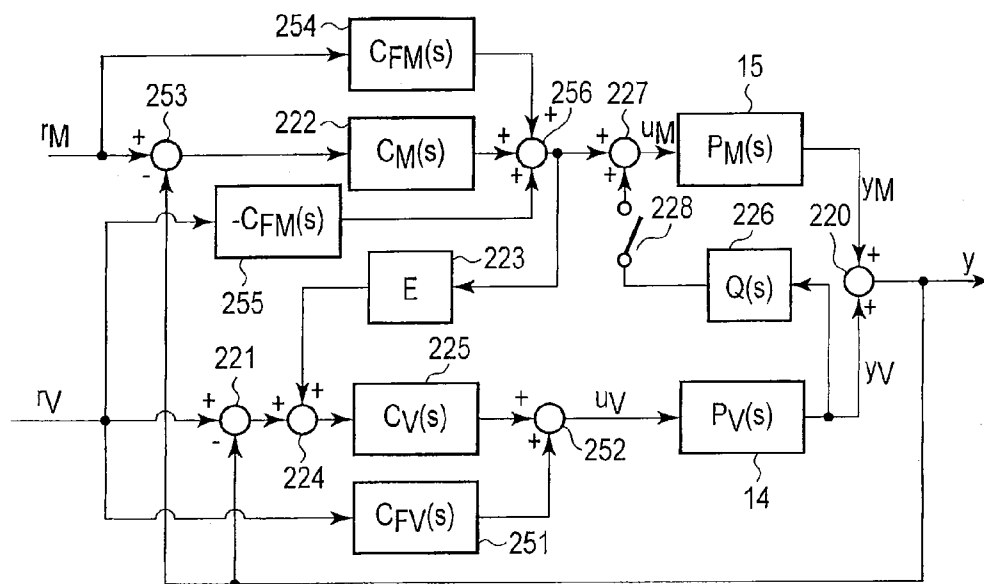 254
CFM(s)
253
222
256
227
15
rM
+
-
CM(s)
+
+
+
+
+
uM
PM(s)
yM
-CFM(s)
255
223
E
228
226
Q(s)
220
+
+
y
221
225
yV
rV
+
-
+
+
224
CV(s)
+
+
252
uV
PV(s)
14
CFV(s)
251